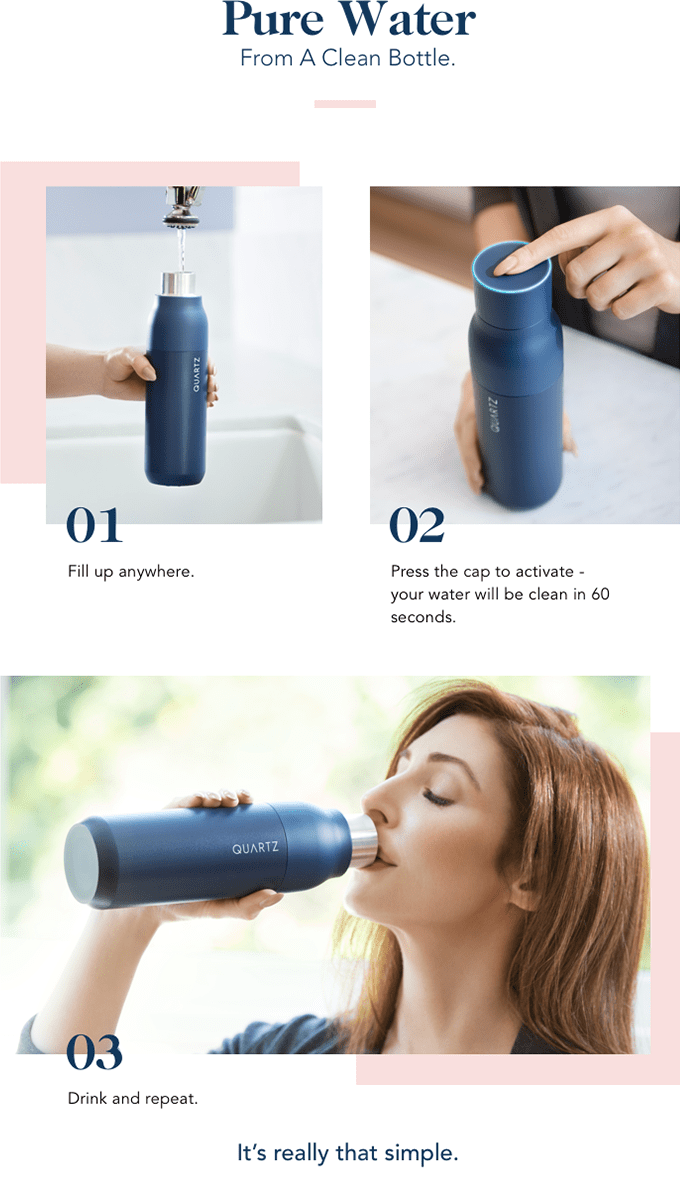 Pure Water
From A Clean Bottle.
QUARTZ
QUARTZ
01
Fill up anywhere.
02
Press the cap to activate -
your water will be clean in 60
seconds.
QUARTZ
03
Drink and repeat.
It's really that simple.